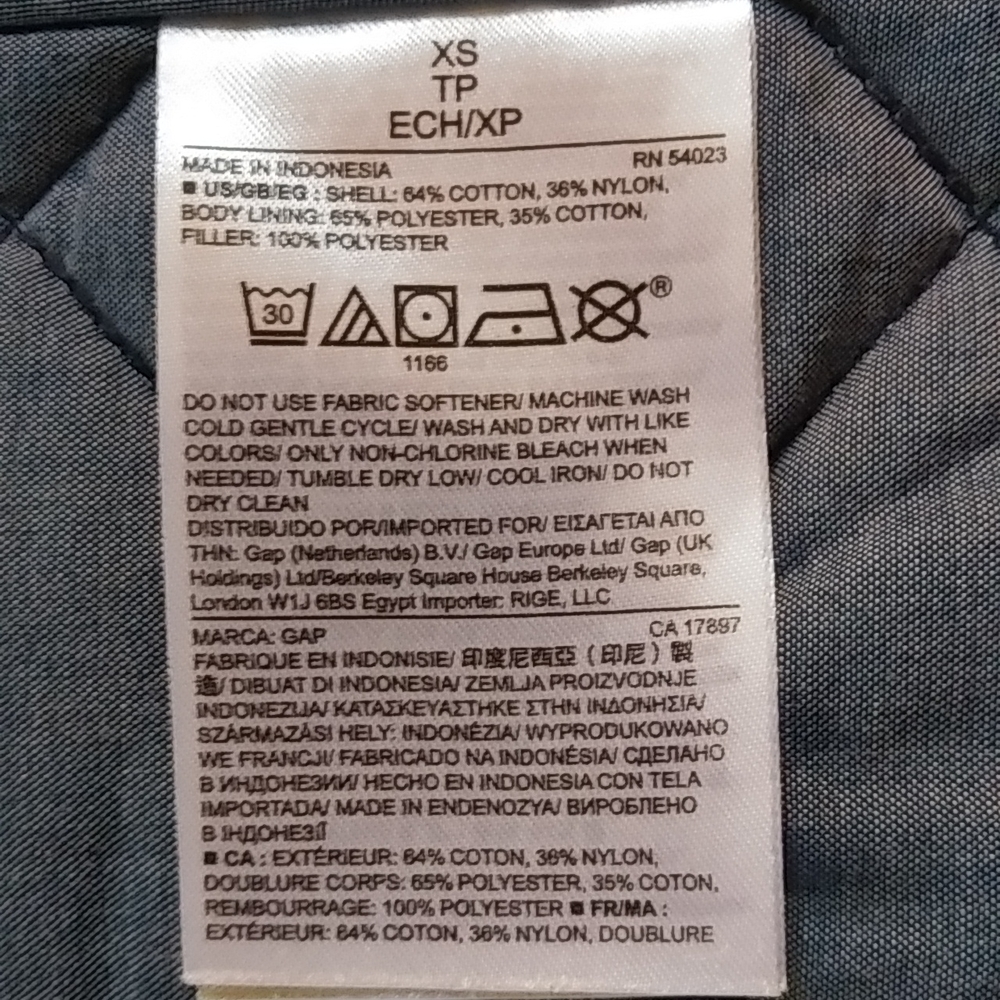 XS
TP
ECH/XP
MADE IN INDONESIA RN 54023
■ US/GB/EG : SHELL: 64% COTTON, 36% NYLON,
BODY LINING: 65% POLYESTER, 35% COTTON,
FILLER: 100% POLYESTER
30 ®
1166
DO NOT USE FABRIC SOFTENER/ MACHINE WASH
COLD GENTLE CYCLE/ WASH AND DRY WITH LIKE
COLORS/ ONLY NON-CHLORINE BLEACH WHEN
NEEDED/ TUMBLE DRY LOW/ COOL IRON/ DO NOT
DRY CLEAN
DISTRIBUIDO POR/IMPORTED FOR/ ΕΙΣΑΓΕΤΑΙ ΑΠΟ
ΤΗΝ: Gap (Netherlands) B.V./ Gap Europe Ltd/ Gap (UK
Holdings) Ltd/Berkeley Square House Berkeley Square,
London W1J 6BS Egypt Importer: RIGE, LLC
MARCA: GAP CA 17897
FABRIQUE EN INDONISIE/ 印度尼西亞（印尼）製
造/ DIBUAT DI INDONESIA/ ZEMLJA PROIZVODNJE
INDONEZIJA/ ΚΑΤΑΣΚΕΥΑΣΤΗΚΕ ΣΤΗΝ ΙΝΔΟΝΗΣΙΑ/
SZÁRMAZÁSI HELY: INDONÉZIA/ WYPRODUKOWANO
WE FRANCJI/ FABRICADO NA INDONÉSIA/ СДЕЛАНО
В ИНДОНЕЗИИ/ HECHO EN INDONESIA CON TELA
IMPORTADA/ MADE IN ENDENOZYA/ ВИРОБЛЕНО
В ІНДОНЕЗІЇ
■ CA : EXTÉRIEUR: 64% COTON, 36% NYLON,
DOUBLURE CORPS: 65% POLYESTER, 35% COTON,
REMBOURRAGE: 100% POLYESTER ■ FR/MA :
EXTÉRIEUR: 64% COTON, 36% NYLON, DOUBLURE